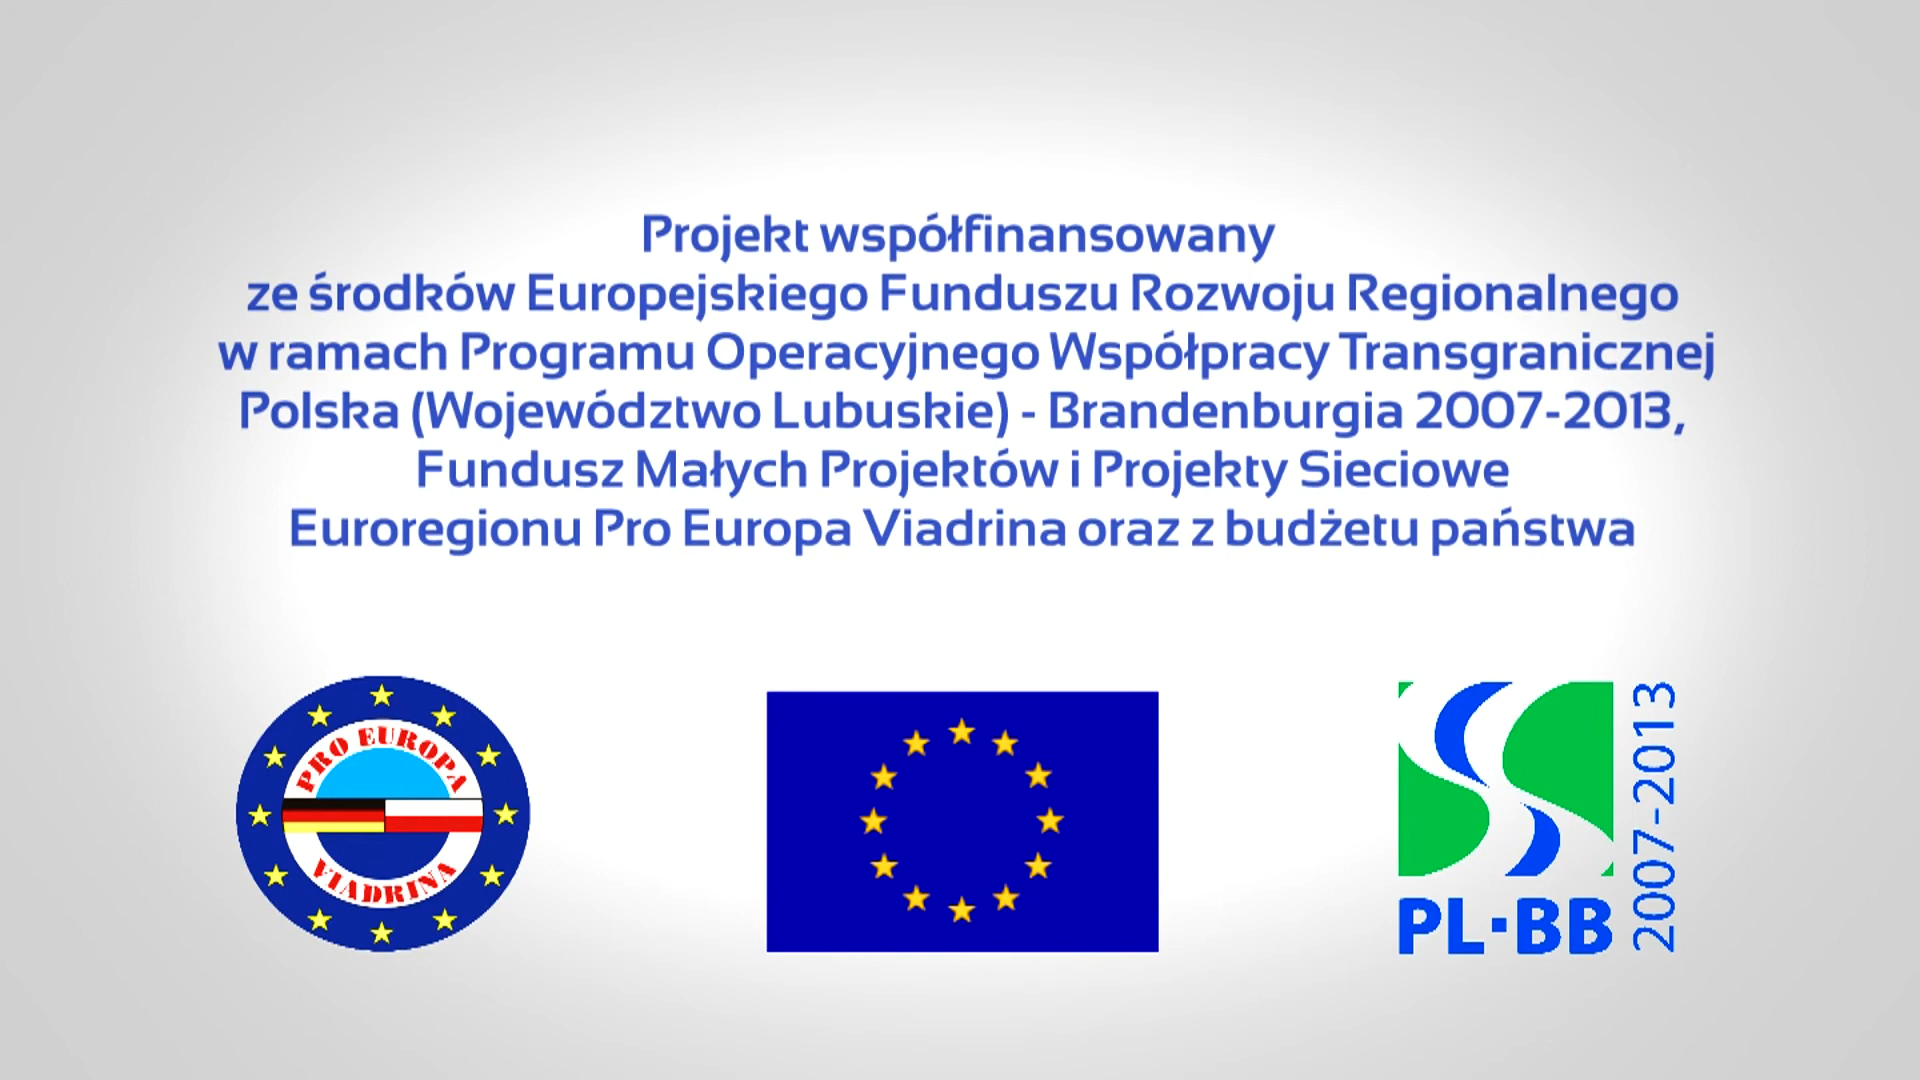 Projekt współfinansowany
ze środków Europejskiego Funduszu Rozwoju Regionalnego
w ramach Programu Operacyjnego Współpracy Transgranicznej
Polska (Województwo Lubuskie) - Brandenburgia 2007-2013,
Fundusz Małych Projektów i Projekty Sieciowe
Euroregionu Pro Europa Viadrina oraz z budżetu państwa
PRO EUROPA
VIADRINA
PL·BB
2007-2013